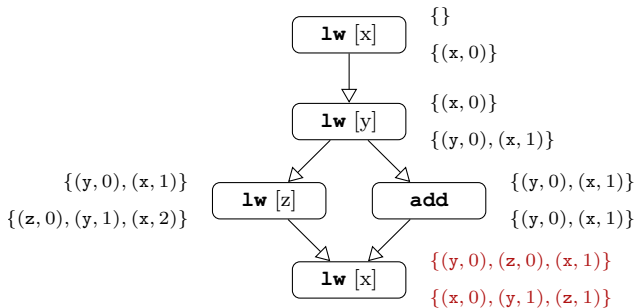 {}
lw [x]
{(x, 0)}
{(x, 0)}
lw [y]
{(y, 0), (x, 1)}
{(y, 0), (x, 1)}
lw [z]
{(z, 0), (y, 1), (x, 2)}
{(y, 0), (x, 1)}
add
{(y, 0), (x, 1)}
{(y, 0), (z, 0), (x, 1)}
lw [x]
{(x, 0), (y, 1), (z, 1)}